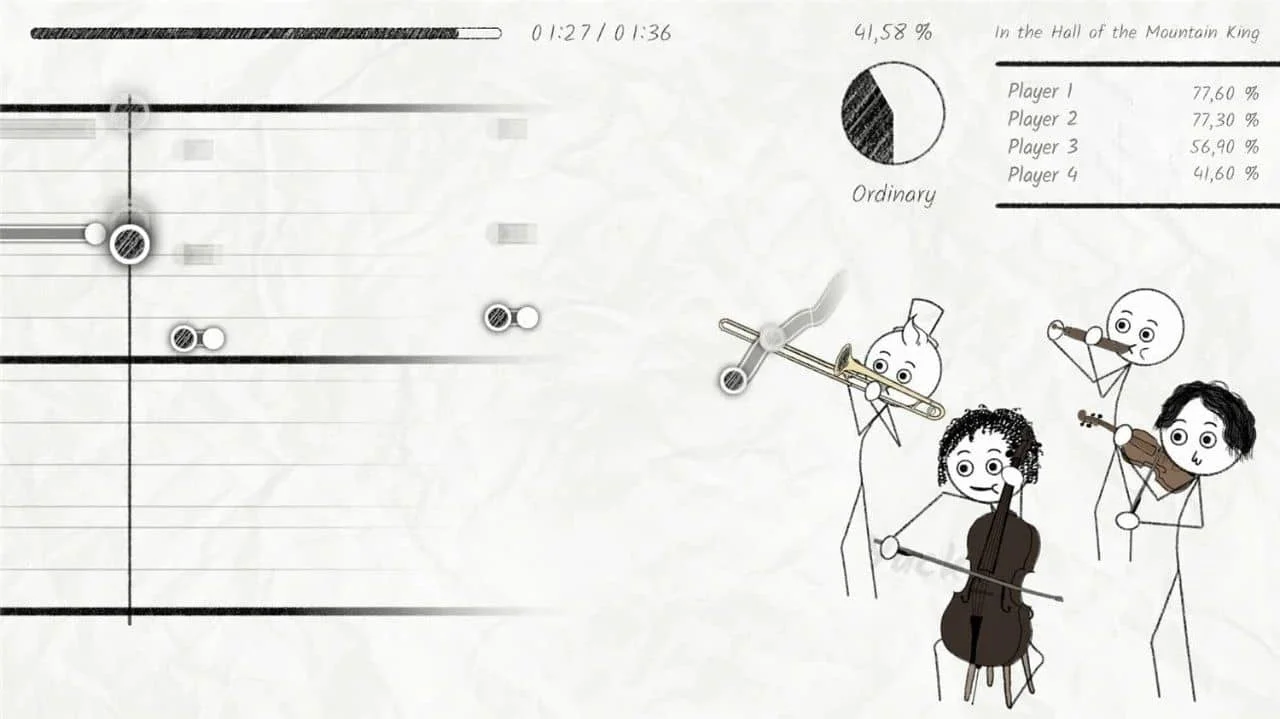 01:27 / 01:36
41,58 %
Ordinary
In the Hall of the Mountain King
Player 1 77,60 %
Player 2 77,30 %
Player 3 56,90 %
Player 4 41,60 %